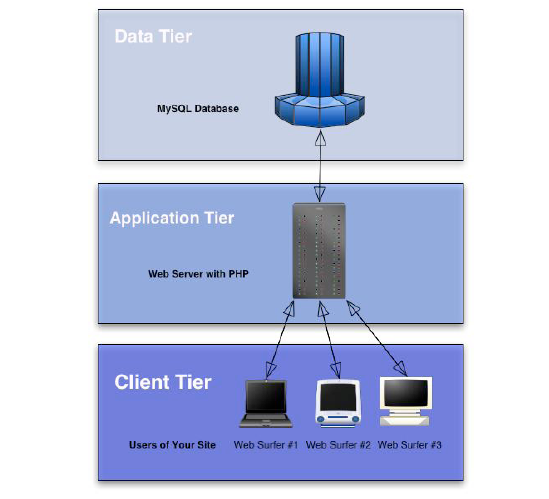 Data Tier
MySQL Database
Application Tier
Web Server with PHP
Client Tier
Users of Your Site
Web Surfer #1
Web Surfer #2
Web Surfer #3